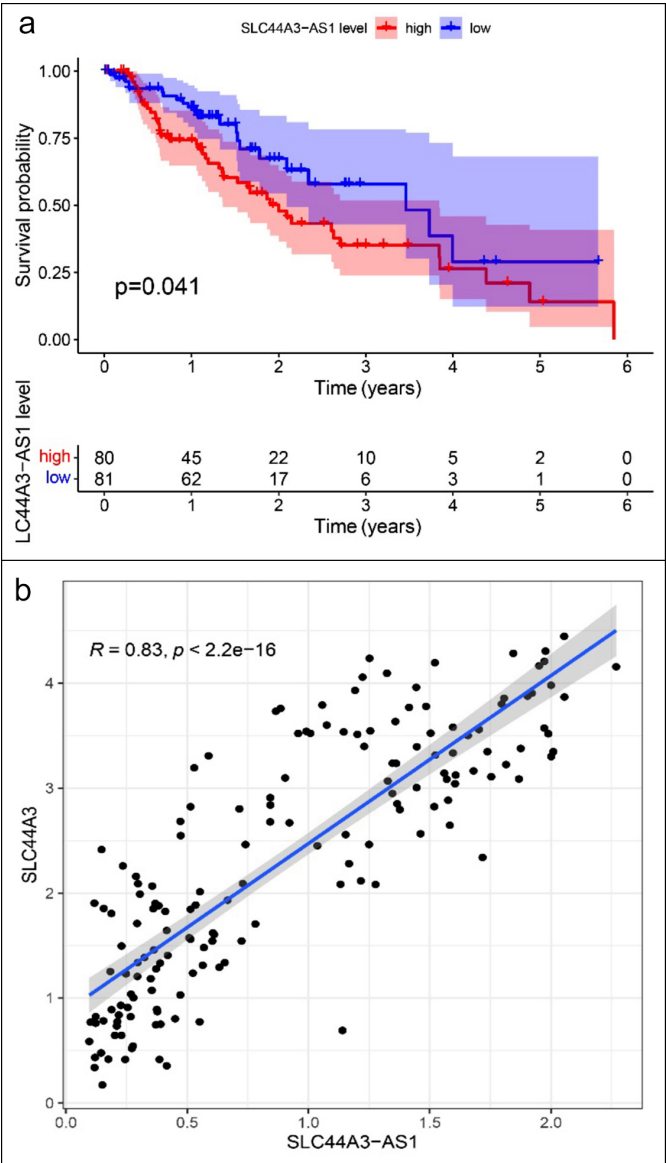 a
SLC44A3-AS1 level high low
Survival probability
1.00
0.75
0.50
0.25
0.00
p=0.041
0 1 2 3 4 5 6
Time (years)
LC44A3-AS1 level
high 80 45 22 10 5 2 0
low 81 62 17 6 3 1 0
0 1 2 3 4 5 6
Time (years)
b
R = 0.83, p < 2.2e-16
SLC44A3
4
3
2
1
0
0.0 0.5 1.0 1.5 2.0
SLC44A3-AS1